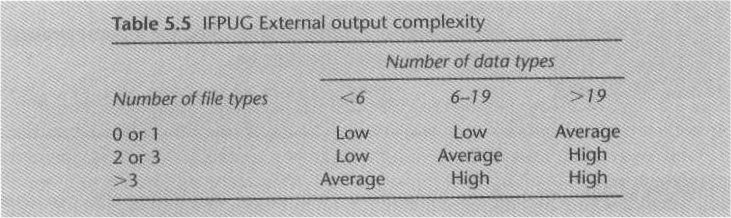 Table 5.5 IFPUG External output complexity
Number of data types
Number of file types <6 6–19 >19
0 or 1 Low Low Average
2 or 3 Low Average High
>3 Average High High